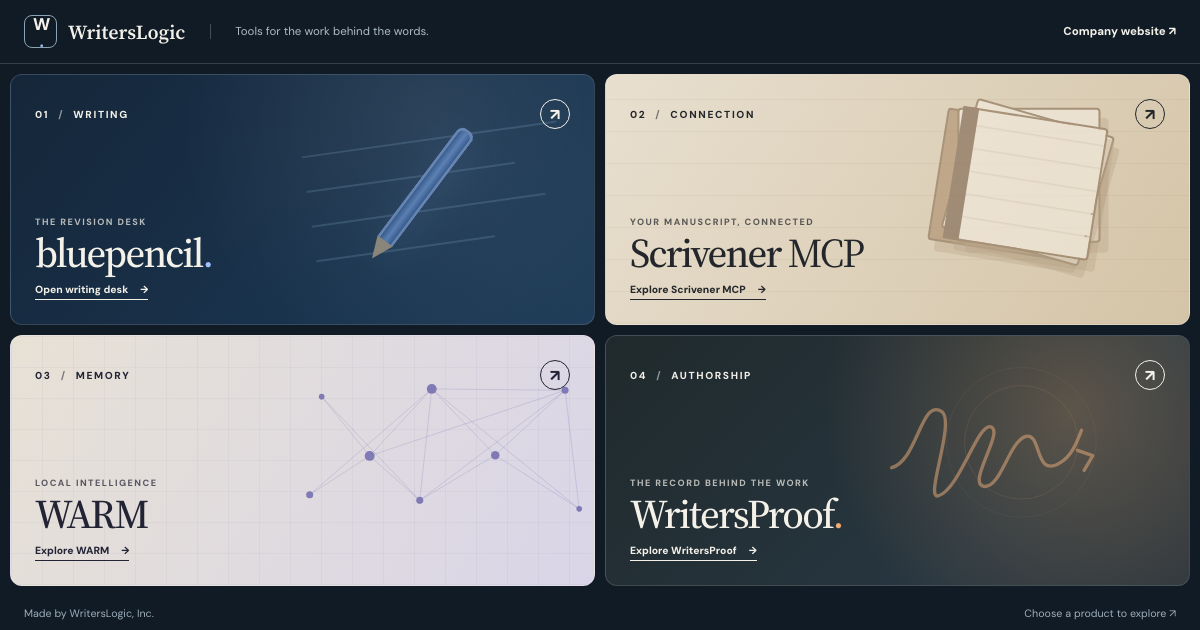 W
WritersLogic
Tools for the work behind the words.
Company website ↗
01 / WRITING
THE REVISION DESK
bluepencil.
Open writing desk →
02 / CONNECTION
YOUR MANUSCRIPT, CONNECTED
Scrivener MCP
Explore Scrivener MCP →
03 / MEMORY
LOCAL INTELLIGENCE
WARM
Explore WARM →
04 / AUTHORSHIP
THE RECORD BEHIND THE WORK
WritersProof.
Explore WritersProof →
Made by WritersLogic, Inc.
Choose a product to explore ↗